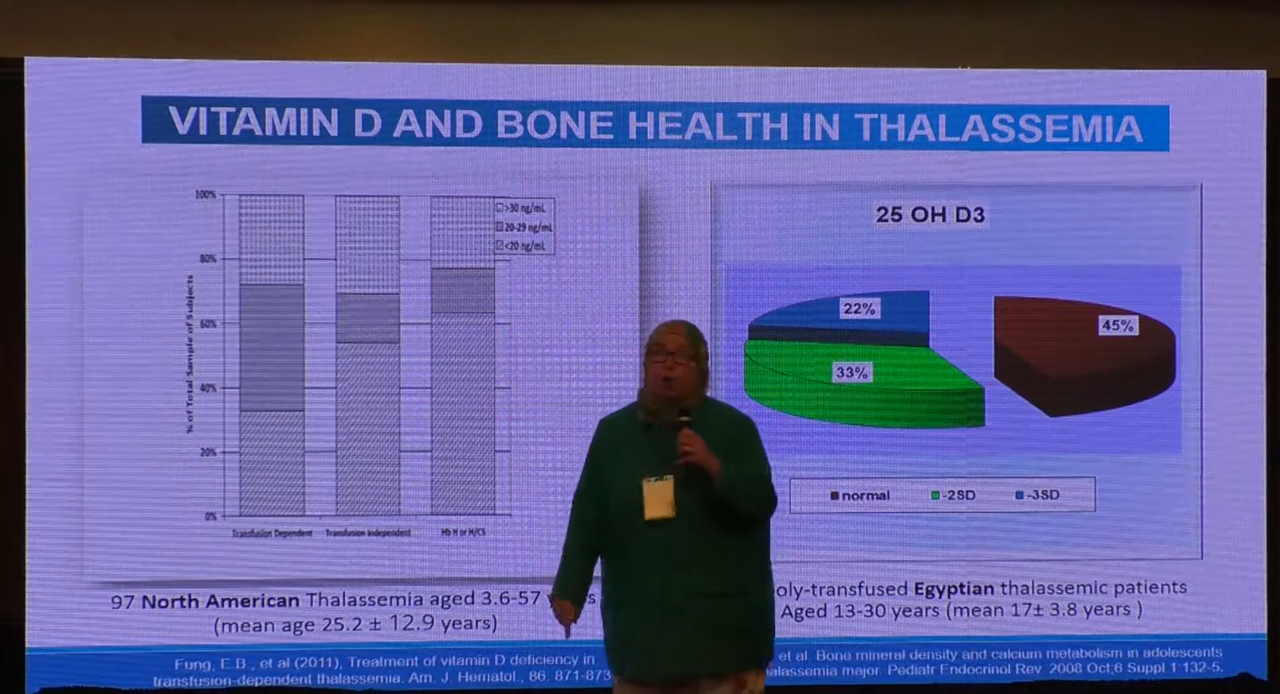 VITAMIN D AND BONE HEALTH IN THALASSEMIA
100%
80%
60%
40%
20%
0%
% of Total Sample of Subjects
>30 ng/mL
20-29 ng/mL
<20 ng/mL
Transfusion Dependent
Transfusion Independent
Hb H or H/CS
97 North American Thalassemia aged 3.6-57
(mean age 25.2 ± 12.9 years)
Fung, E.B., et al (2011), Treatment of vitamin D deficiency in
transfusion-dependent thalassemia. Am. J. Hematol., 86: 871-873
25 OH D3
22%
45%
33%
normal
-2SD
-3SD
oly-transfused Egyptian thalassemic patients
Aged 13-30 years (mean 17± 3.8 years )
et al. Bone mineral density and calcium metabolism in adolescents
alassemia major. Pediatr Endocrinol Rev. 2008 Oct;6 Suppl 1:132-5.